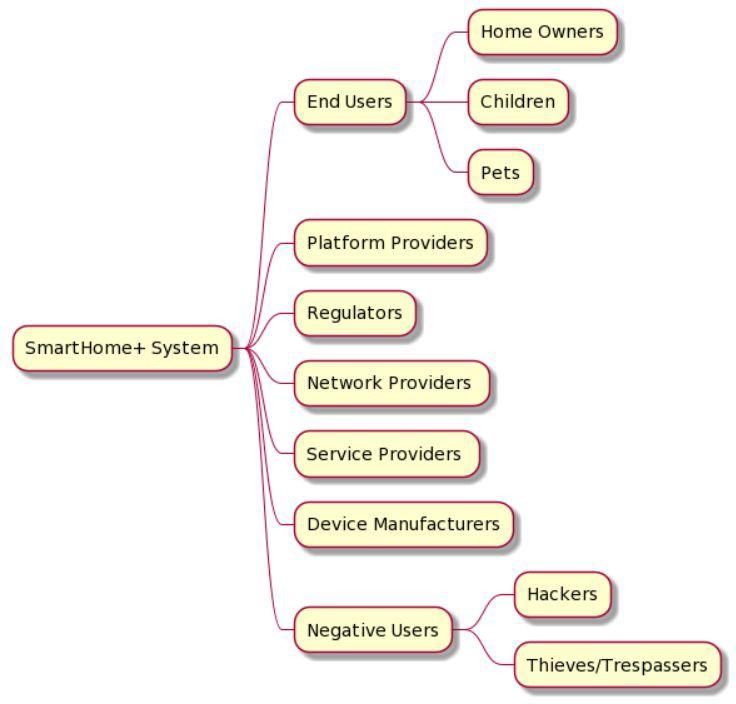 SmartHome+ System
End Users
Home Owners
Children
Pets
Platform Providers
Regulators
Network Providers
Service Providers
Device Manufacturers
Negative Users
Hackers
Thieves/Trespassers